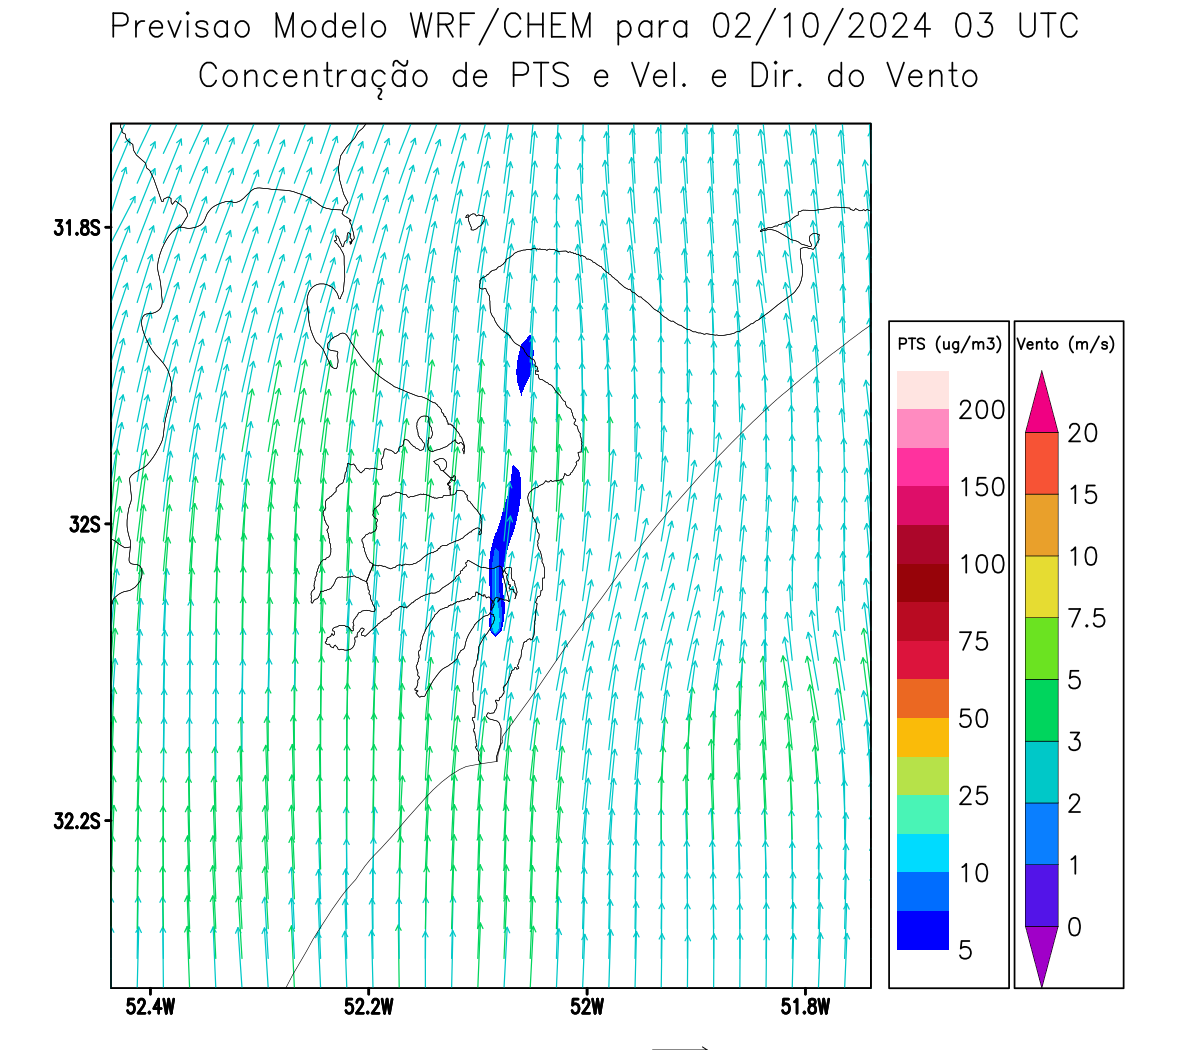 Previsao Modelo WRF/CHEM para 02/10/2024 03 UTC
Concentração de PTS e Vel. e Dir. do Vento
31.8S
32S
32.2S
52.4W
52.2W
52W
51.8W
PTS (ug/m3)
200
150
100
75
50
25
10
5
Vento (m/s)
20
15
10
7.5
5
3
2
1
0